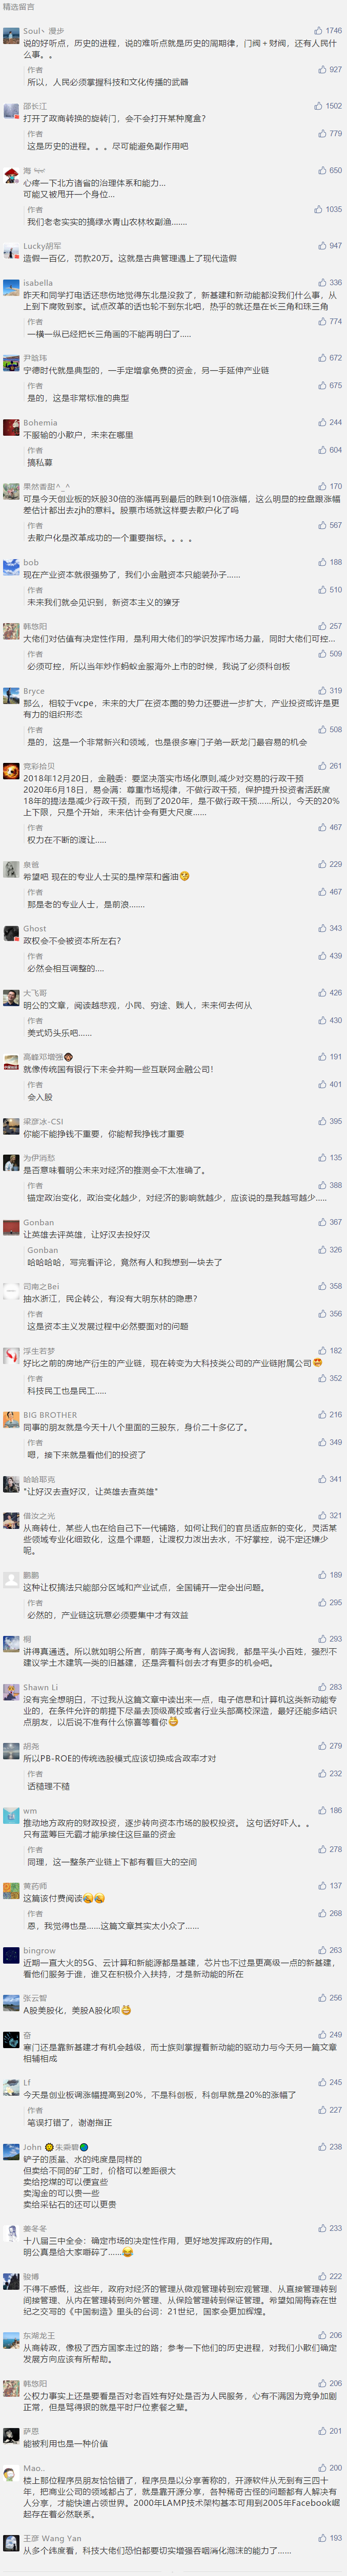 精选留言
Soul丶漫步
1746
说的好听点，历史的进程，说的难听点就是历史的周期律，门阀＋财阀，还有人民什
么事。。
作者
927
所以，人民必须掌握科技和文化传播的武器
邵长江
1502
打开了政商转换的旋转门，会不会打开某种魔盒？
作者
779
这是历史的进程。。。尽可能避免副作用吧
海
650
心疼一下北方诸省的治理体系和能力...
可能又被甩开一个身位...
作者
1035
我们老老实实的搞绿水青山农林牧副渔.......
Lucky胡军
947
造假一百亿，罚款20万。这就是古典管理遇上了现代造假
isabella
336
昨天和同学打电话还悲伤地觉得东北是没救了，新基建和新动能都没我们什么事，从
上到下腐败到家。试点改革的话也轮不到东北吧，热乎的就还是在长三角和珠三角
作者
774
一横一纵已经把长三角画的不能再明白了.....
尹晗玮
672
宁德时代就是典型的，一手定增拿免费的资金，另一手延伸产业链
作者
675
是的，这是非常标准的典型
Bohemia
244
不服输的小散户，未来在哪里
作者
604
搞私募
果然香甜^_^
170
可是今天创业板的妖股30倍的涨幅再到最后的跌到10倍涨幅，这么明显的控盘跟涨幅
差估计都出去zjh的意料。股票市场就这样要去散户化了吗
作者
567
去散户化是改革成功的一个重要指标。。。。
bob
188
现在产业资本就很强势了，我们小金融资本只能装孙子......
作者
510
未来我们就会见识到，新资本主义的獠牙
韩悠阳
257
大佬们对估值有决定性作用，是利用大佬们的学识发挥市场力量，同时大佬们可控...
作者
509
必须可控，所以当年炒作蚂蚁金服海外上市的时候，我说了必须科创板
Bryce
319
那么，相较于vcpe，未来的大厂在资本圈的势力还要进一步扩大，产业投资或许是更
有力的组织形态
作者
508
是的，这是一个非常新兴和领域，也是很多寒门子弟一跃龙门最容易的机会
竞彩拾贝
261
2018年12月20日，金融委：要坚决落实市场化原则,减少对交易的行政干预
2020年6月18日，易会满：尊重市场规律，不做行政干预，保护提升投资者活跃度
18年的提法是减少行政干预，而到了2020年，是不做行政干预......所以，今天的20%
上下限，只是个开始，未来估计会有更大尺度......
作者
467
权力在不断的渡让.....
229
希望吧 现在的专业人士买的是榨菜和酱油
作者
467
那是老的专业人士，是前浪.......
Ghost
343
政权会不会被资本所左右？
作者
439
必然会相互调整的....
大飞哥
426
明公的文章，阅读越悲观，小民、穷途、贱人，未来何去何从
作者
430
美式奶头乐吧......
高峰邓增强
191
就像传统国有银行下来会并购一些互联网金融公司！
作者
401
会入股
梁彦冰-CSI
395
你能不能挣钱不重要，你能帮我挣钱才重要
为伊消愁
135
是否意味着明公未来对经济的推测会不太准确了。
作者
388
锚定政治变化，政治变化越少，对经济的影响就越少，应该说的是我越写越少.....
Gonban
367
让英雄去评英雄，让好汉去投好汉
Gonban
326
哈哈哈哈，写完看评论，竟然有人和我想到一块去了
司南之Bei
358
抽水浙江，民企转公，有没有大明东林的隐患？
作者
356
这是资本主义发展过程中必然要面对的问题
浮生若梦
182
好比之前的房地产衍生的产业链，现在转变为大科技类公司的产业链附属公司
作者
352
科技民工也是民工.....
BIG BROTHER
216
同事的朋友就是今天十八个里面的三股东，身价二十多亿了。
作者
349
嗯，接下来就是看他们的投资了
哈哈耶克
341
"让好汉去查好汉，让英雄去查英雄"
借汝之光
321
从商转仕，某些人也在给自己下一代铺路，如何让我们的官员适应新的变化，灵活某
些领域专业化细致化，这是个课题，让渡权力泼出去水，不好掌控，说不定还嫌少
呢。
鹏鹏
189
这种让权搞法只能部分区域和产业试点，全国铺开一定会出问题。
作者
295
必然的，产业链这玩意必须要集中才有效益
桐
293
讲得真通透。所以就如明公所言，前阵子高考有人咨询我，都是平头小百姓，强烈不
建议学土木建筑一类的旧基建，还是奔着科创去才有更多的机会吧。
Shawn Li
283
没有完全想明白，不过我从这篇文章中读出来一点，电子信息和计算机这类新动能专
业的，在条件允许的前提下尽量去顶级高校或者行业头部高校深造，最好还能多结识
点朋友，以后说不准有什么惊喜等着你
胡尧
279
所以PB-ROE的传统选股模式应该切换成含政率才对
作者
232
话糙理不糙
wm
186
推动地方政府的财政投资，逐步转向资本市场的股权投资。 这句话好吓人。。
只有蓝筹巨无霸才能承接住这巨量的资金
作者
278
同理，这一整条产业链上下都有着巨大的空间
黄药师
137
这篇该付费阅读
作者
268
恩，我觉得也是......这篇文章其实太小众了......
bingrow
263
近期一直大火的5G、云计算和新能源都是基建，芯片也不过是更高级一点的新基建，
看他们服务于谁，谁又在积极介入扶持，才是新动能的所在
张云智
256
A股美股化，美股A股化呗
奋
249
寒门还是靠新基建才有机会越级，而士族则掌握着新动能的驱动力与今天另一篇文章
相辅相成
Lf
245
今天是创业板调涨幅提高到20%，不是科创板，科创早就是20%的涨幅了
作者
227
笔误打错了，谢谢指正
John
朱乘碧
238
铲子的质量、水的纯度是同样的
但卖给不同的矿工时，价格可以差距很大
卖给挖煤的可以便宜些
卖淘金的可以贵一些
卖给采钻石的还可以更贵
姜冬冬
233
十八届三中全会：确定市场的决定性作用，更好地发挥政府的作用。
明公真是给大家嚼碎了......
骏博
222
不得不感慨，这些年，政府对经济的管理从微观管理转到宏观管理、从直接管理转到
间接管理、从内在管理转到向外管理、从保险管理转到保证管理。希望如周梅森在世
纪之交写的《中国制造》里头的台词：21世纪，国家会更加辉煌。
东湖龙王
206
从商转政，像极了西方国家走过的路；参考一下他们的历史进程，对我们小散们确定
发展方向应该有所帮助。
韩悠阳
206
公权力事实上还是要看是否对老百姓有好处是否为人民服务，心有不满因为竞争加剧
正常，但是骂得狠的就是平时尸位素餐之辈。
萨恩
201
能被利用也是一种价值
Mao..
200
楼上那位程序员朋友恰恰错了，程序员是以分享著称的，开源软件从无到有三四十
年，把商业公司的领域都占了，就是靠开源分享，各种稀奇古怪的问题都有人解决有
人分享，才能快速占领世界。2000年LAMP技术架构基本可用到2005年Facebook崛
起存在着必然联系。
王彦 Wang Yan
193
从多个纬度看，科技大佬们恐怕都要切实增强吞咽消化泡沫的能力了......